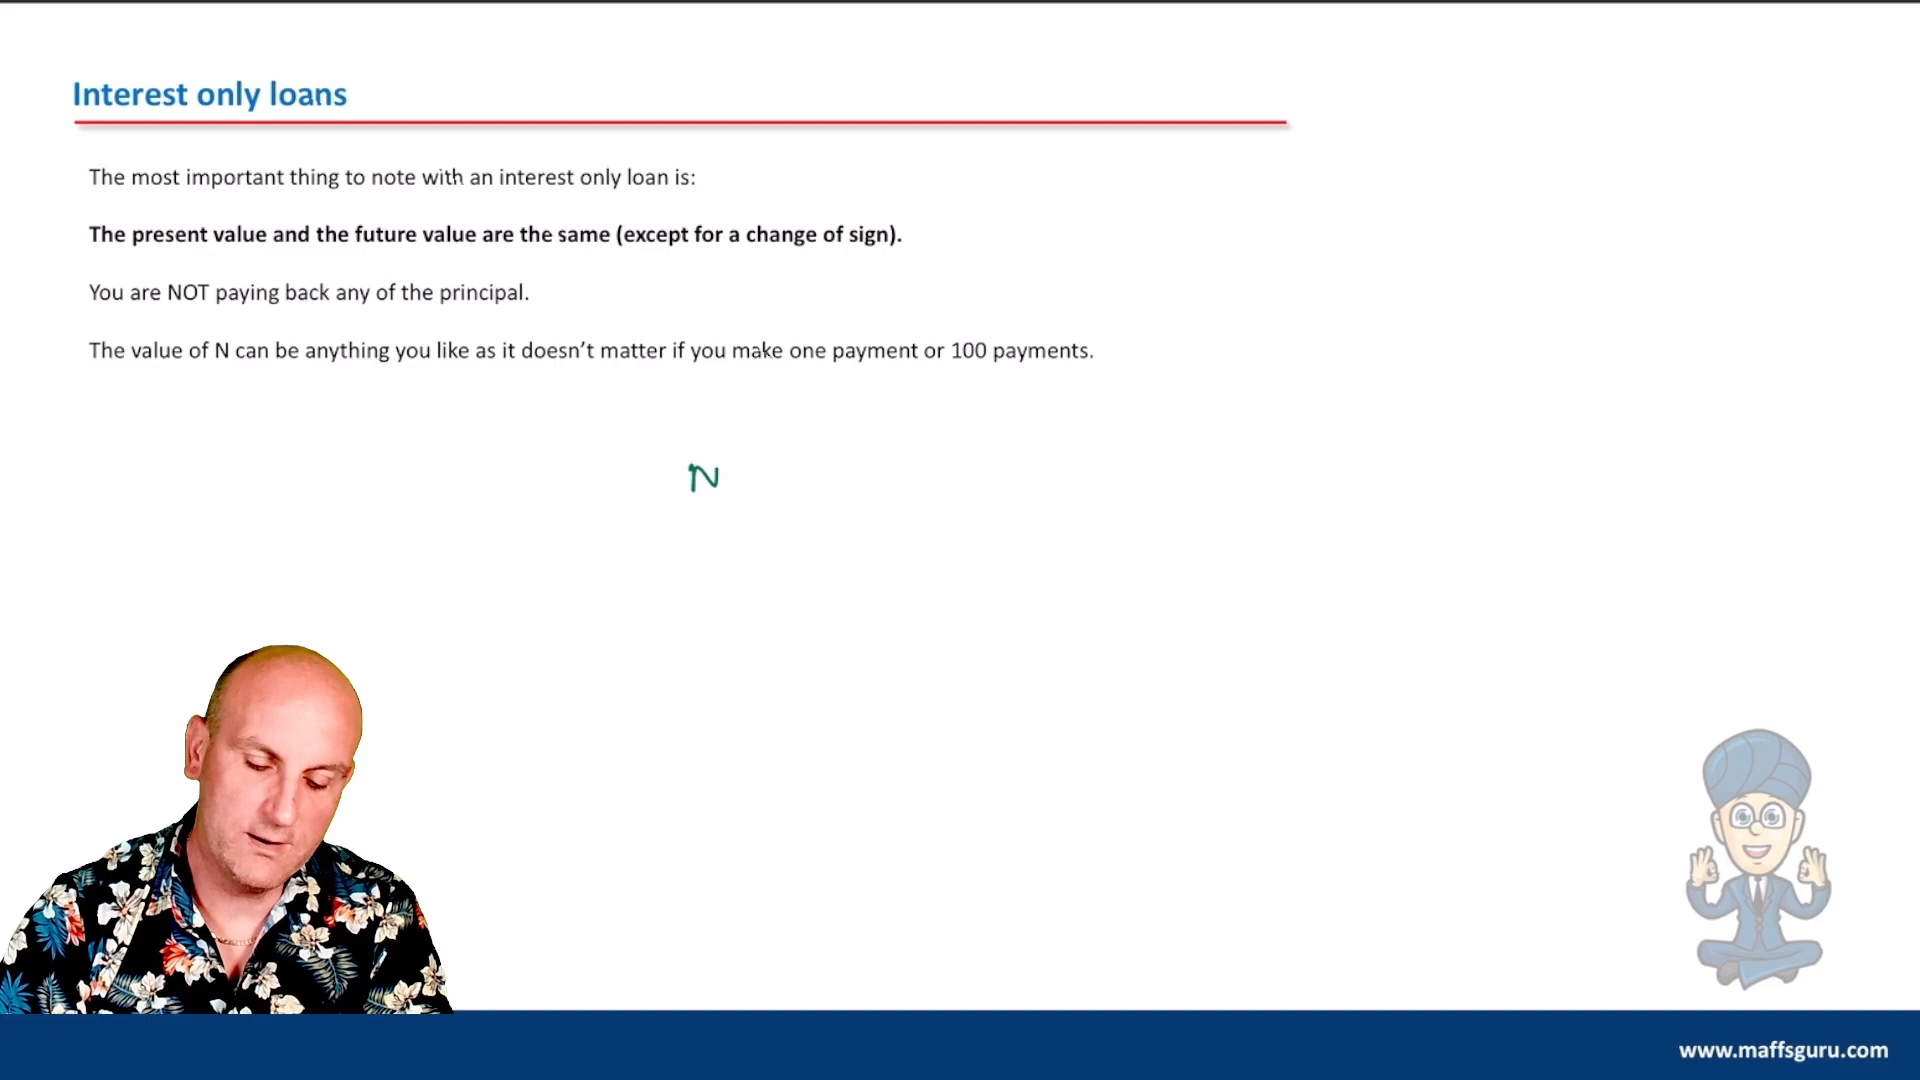 Interest only loans
The most important thing to note with an interest only loan is:
The present value and the future value are the same (except for a change of sign).
You are NOT paying back any of the principal.
The value of N can be anything you like as it doesn’t matter if you make one payment or 100 payments.
N
www.maffsguru.com